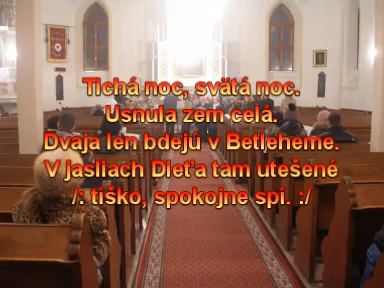 Tichá noc, svätá noc.
Usnula zem celá.
Dvaja len bdejú v Betleheme.
V jasliach Dieťa tam utešené
/: tíško, spokojne spí. :/